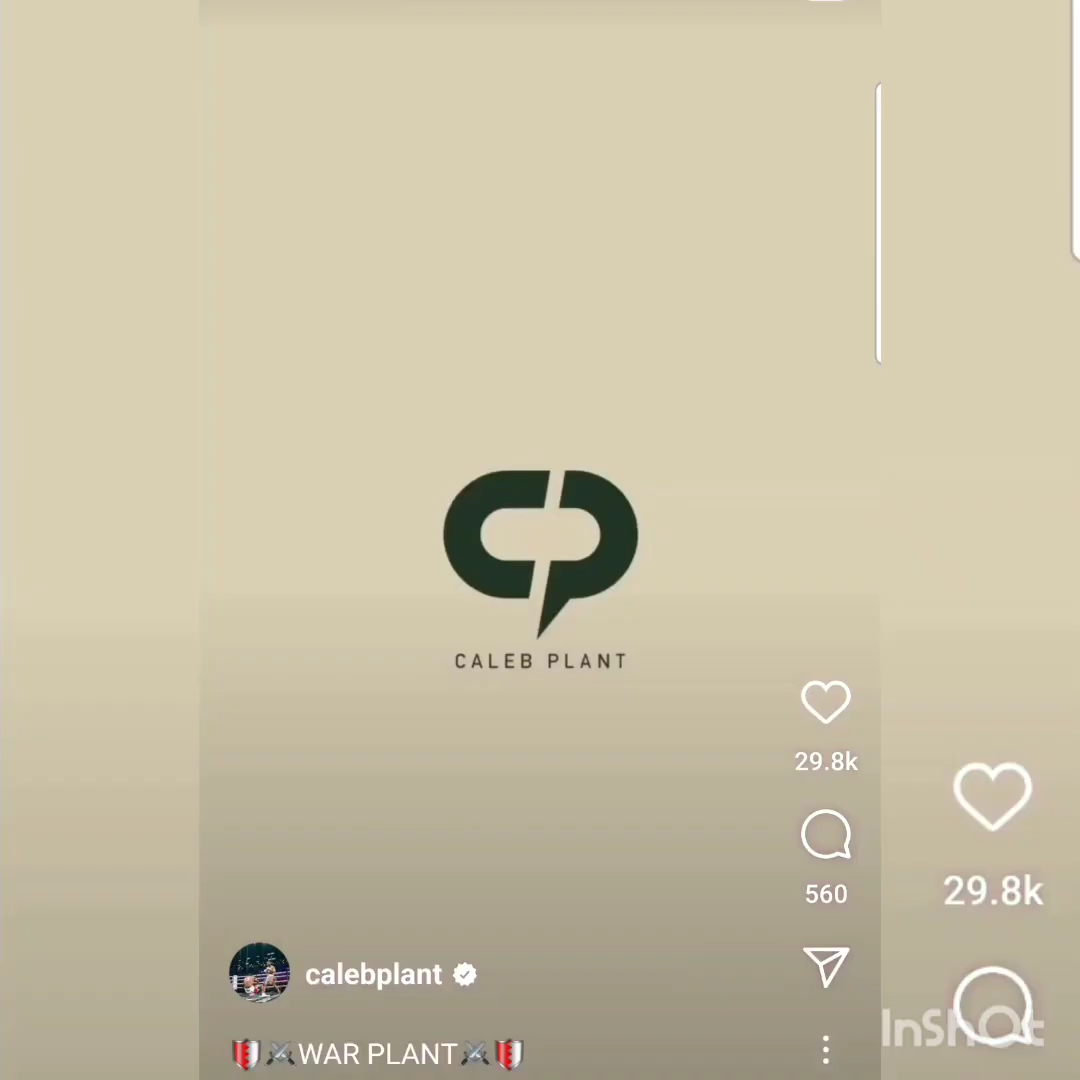 CALEB PLANT
29.8k
29.8k
560
calebplant
🛡️⚔️WAR PLANT⚔️🛡️
InShOt